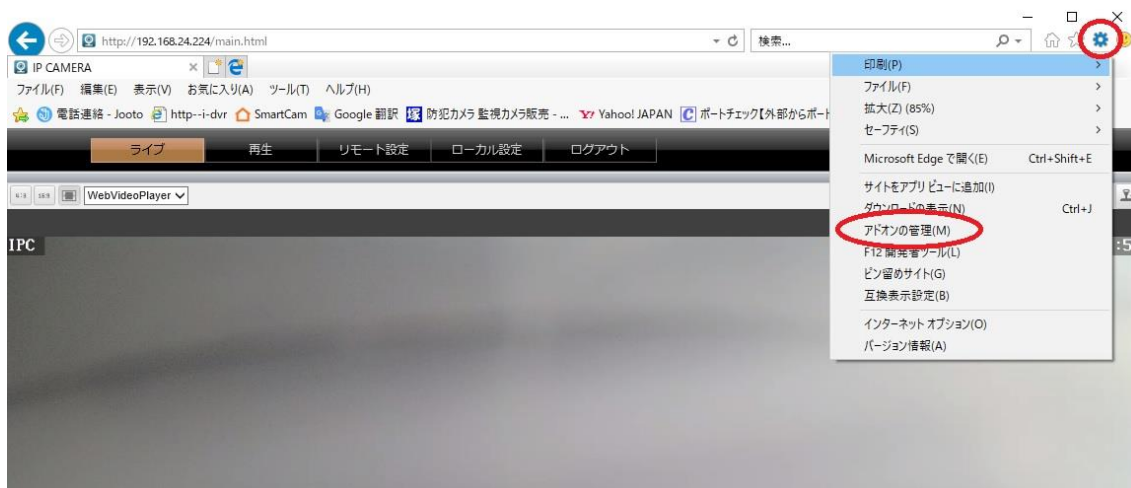 http://192.168.24.224/main.html
検索...
IP CAMERA
ファイル(F) 編集(E) 表示(V) お気に入り(A) ツール(T) ヘルプ(H)
電話連絡 - Jooto http--i-dvr SmartCam Google 翻訳 防犯カメラ 監視カメラ販売 - ... Yahoo! JAPAN ポートチェック【外部からポート
ライブ 再生 リモート設定 ローカル設定 ログアウト
WebVideoPlayer
IPC
印刷(P)
ファイル(F)
拡大(Z) (85%)
セーフティ(S)
Microsoft Edge で開く(E) Ctrl+Shift+E
サイトをアプリ ビューに追加(I)
ダウンロードの表示(N) Ctrl+J
アドオンの管理(M)
F12 開発者ツール(L)
ピン留めサイト(G)
互換表示設定(B)
インターネット オプション(O)
バージョン情報(A)
:5